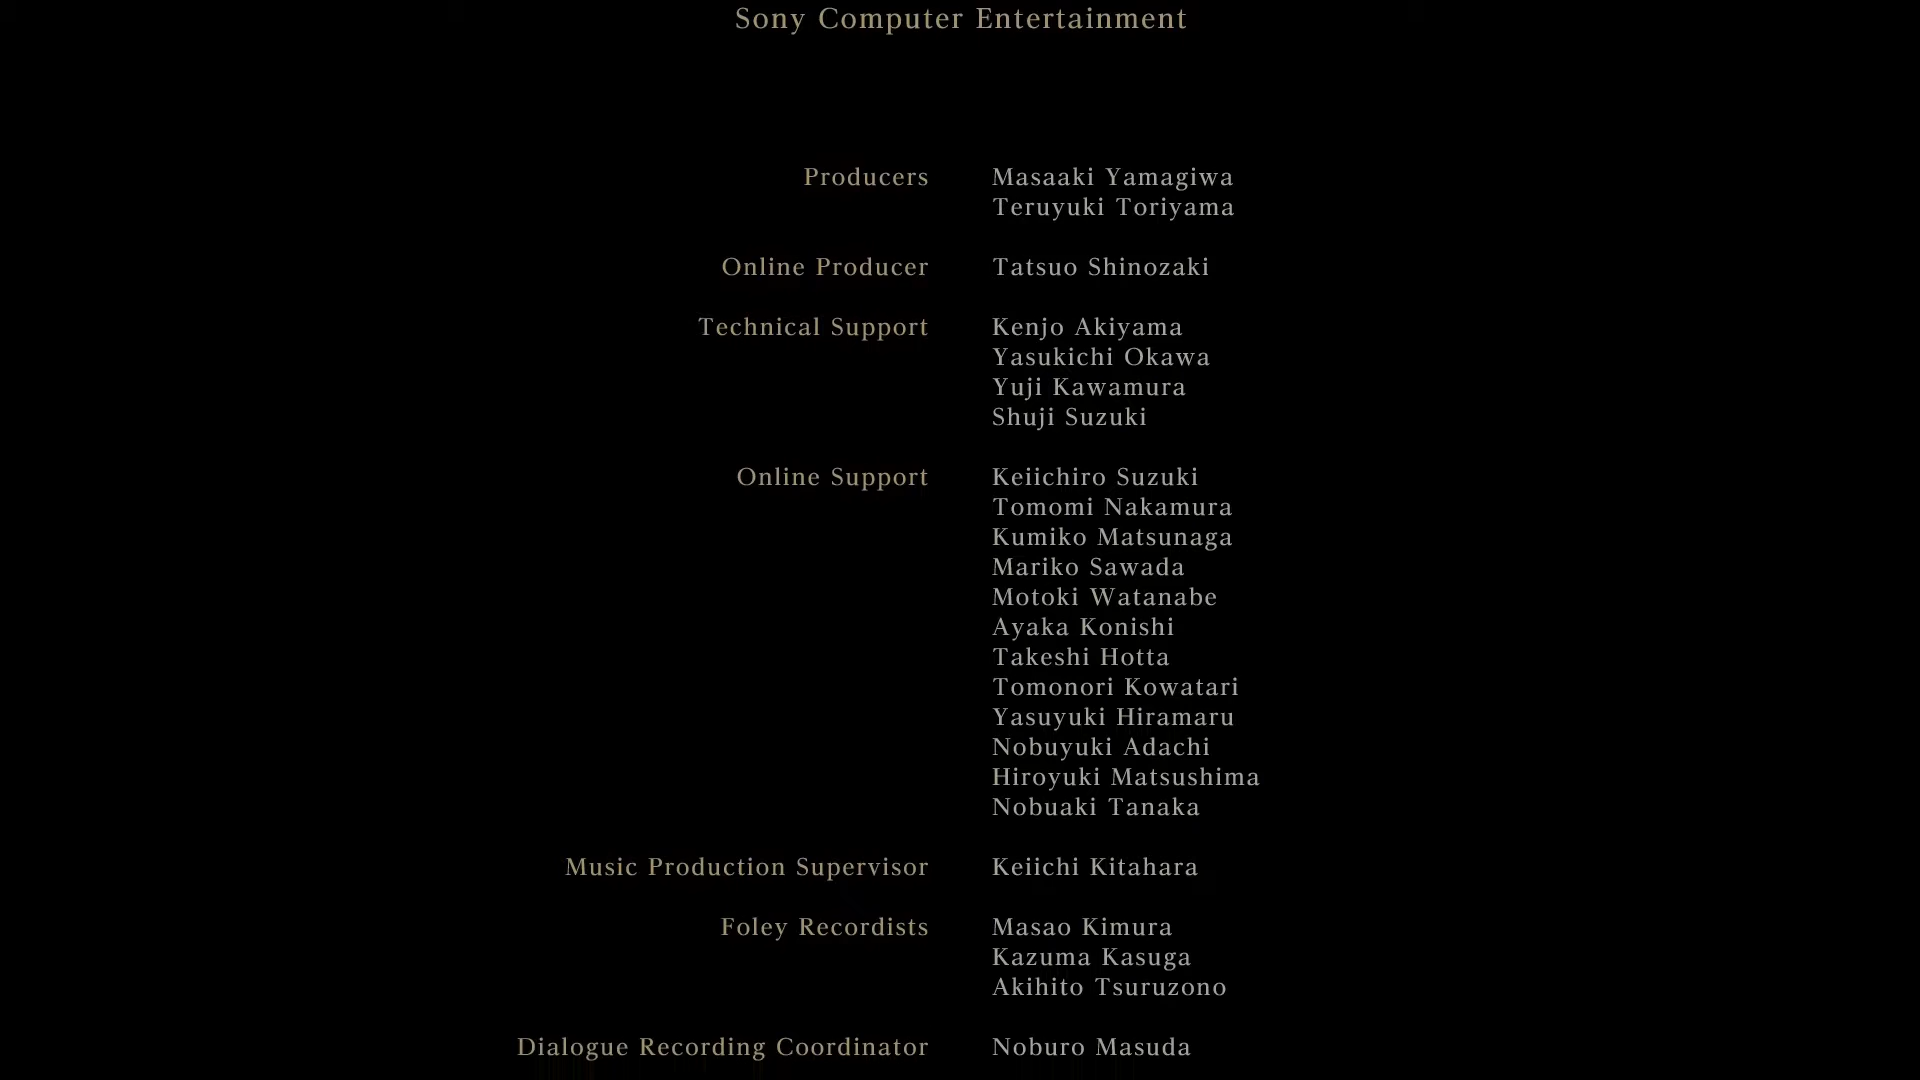 Sony Computer Entertainment
Producers Masaaki Yamagiwa
Teruyuki Toriyama
Online Producer Tatsuo Shinozaki
Technical Support Kenjo Akiyama
Yasukichi Okawa
Yuji Kawamura
Shuji Suzuki
Online Support Keiichiro Suzuki
Tomomi Nakamura
Kumiko Matsunaga
Mariko Sawada
Motoki Watanabe
Ayaka Konishi
Takeshi Hotta
Tomonori Kowatari
Yasuyuki Hiramaru
Nobuyuki Adachi
Hiroyuki Matsushima
Nobuaki Tanaka
Music Production Supervisor Keiichi Kitahara
Foley Recordists Masao Kimura
Kazuma Kasuga
Akihito Tsuruzono
Dialogue Recording Coordinator Noburo Masuda